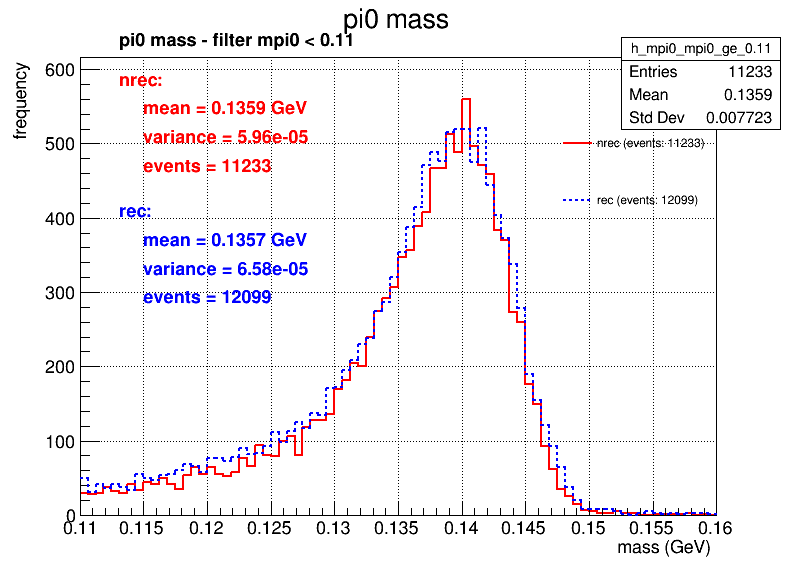 pi0 mass
pi0 mass - filter mpi0 < 0.11
h_mpi0_mpi0_ge_0.11
Entries 11233
Mean 0.1359
Std Dev 0.007723
frequency
nrec:
mean = 0.1359 GeV
variance = 5.96e-05
events = 11233
rec:
mean = 0.1357 GeV
variance = 6.58e-05
events = 12099
nrec (events: 11233)
rec (events: 12099)
600
500
400
300
200
100
0
0.11 0.115 0.12 0.125 0.13 0.135 0.14 0.145 0.15 0.155 0.16
mass (GeV)